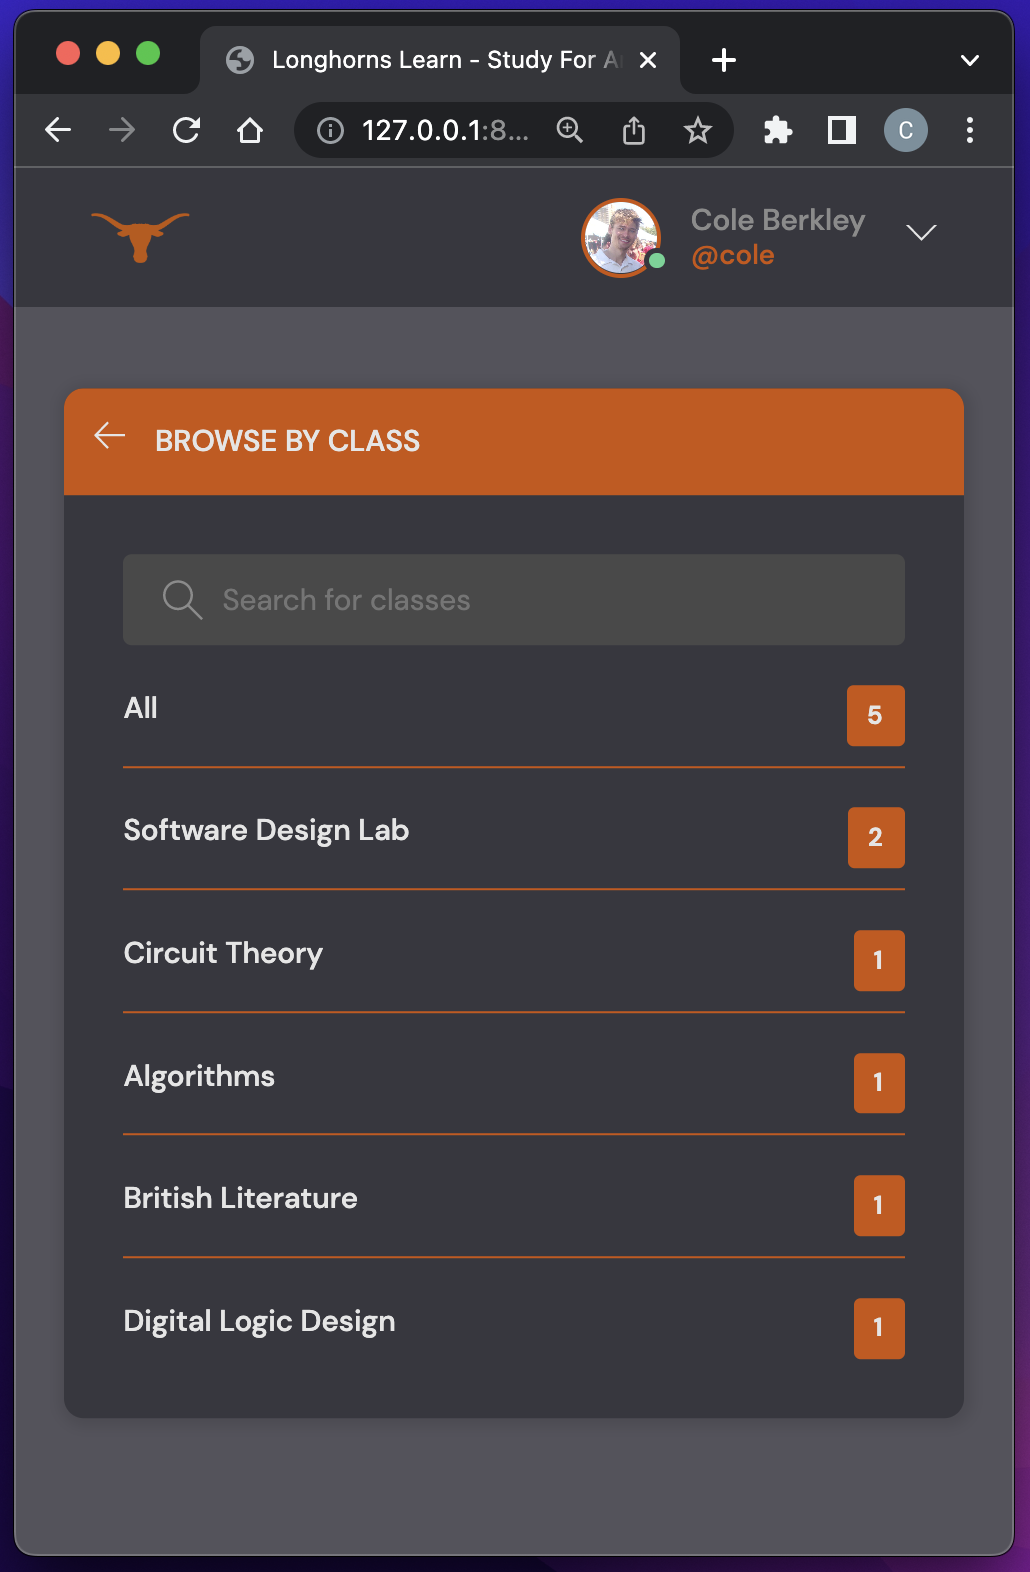 Longhorns Learn - Study For A
127.0.0.1:8...
C
Cole Berkley
@cole
BROWSE BY CLASS
Search for classes
All 5
Software Design Lab 2
Circuit Theory 1
Algorithms 1
British Literature 1
Digital Logic Design 1